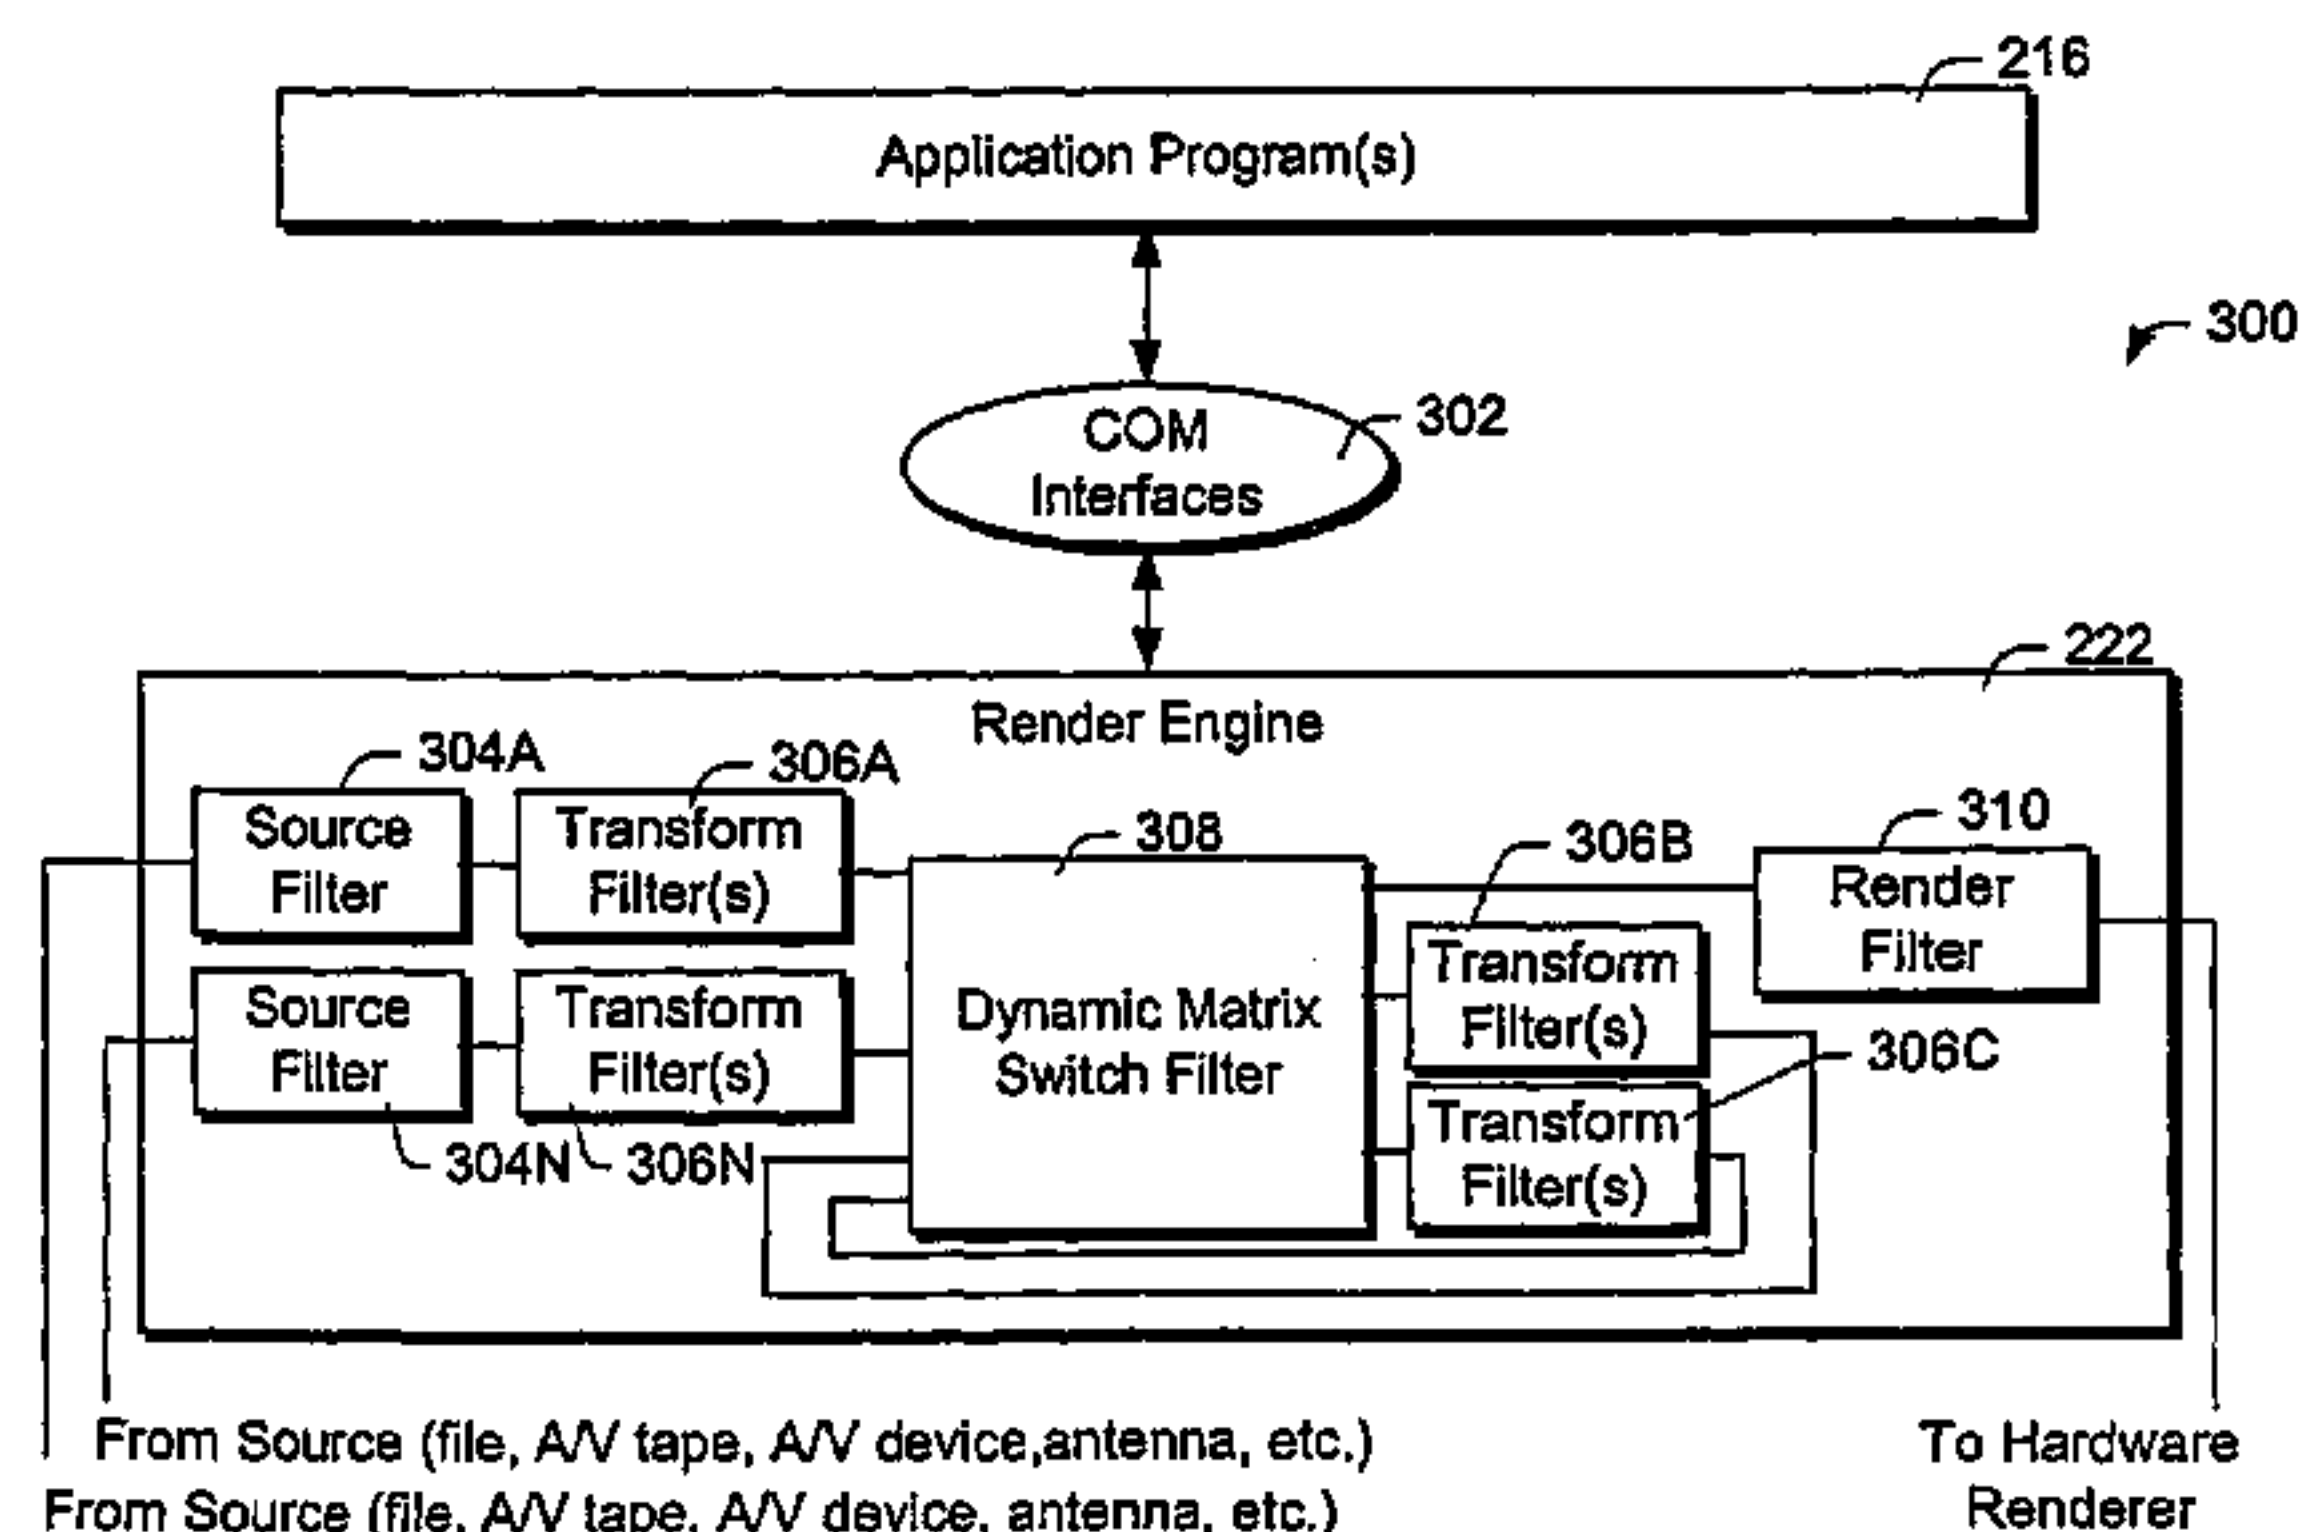 216
Application Program(s)
300
COM
Interfaces
302
222
Render Engine
304A
306A
Source
Filter
Transform
Filter(s)
308
306B
310
Render
Filter
Source
Filter
Transform
Filter(s)
Dynamic Matrix
Switch Filter
Transform
Filter(s)
306C
Transform
Filter(s)
304N
306N
From Source (file, A/V tape, A/V device,antenna, etc.)
From Source (file, A/V tape, A/V device, antenna, etc.)
To Hardware
Renderer